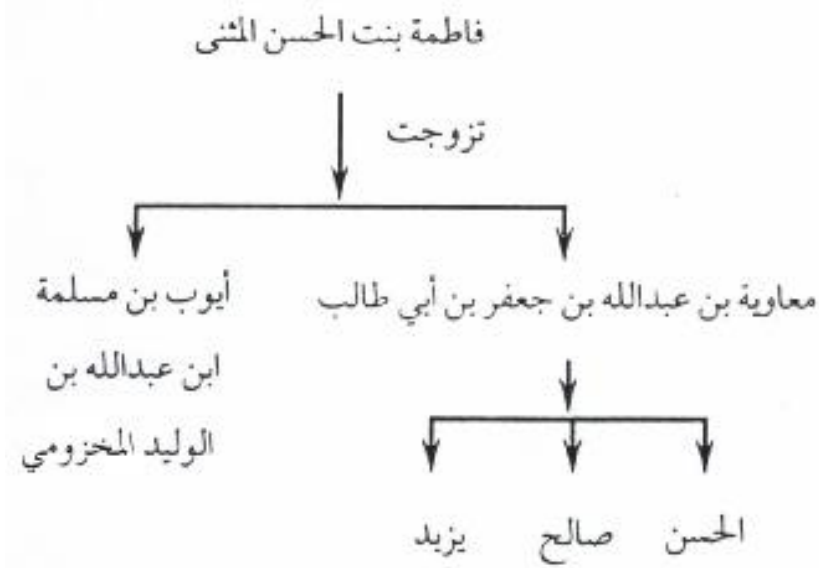 فاطمة بنت الحسن المثنى
تزوجت
معاوية بن عبدالله بن جعفر بن أبي طالب
أيوب بن مسلمة
ابن عبدالله بن
الوليد المخزومي
الحسن
صالح
يزيد